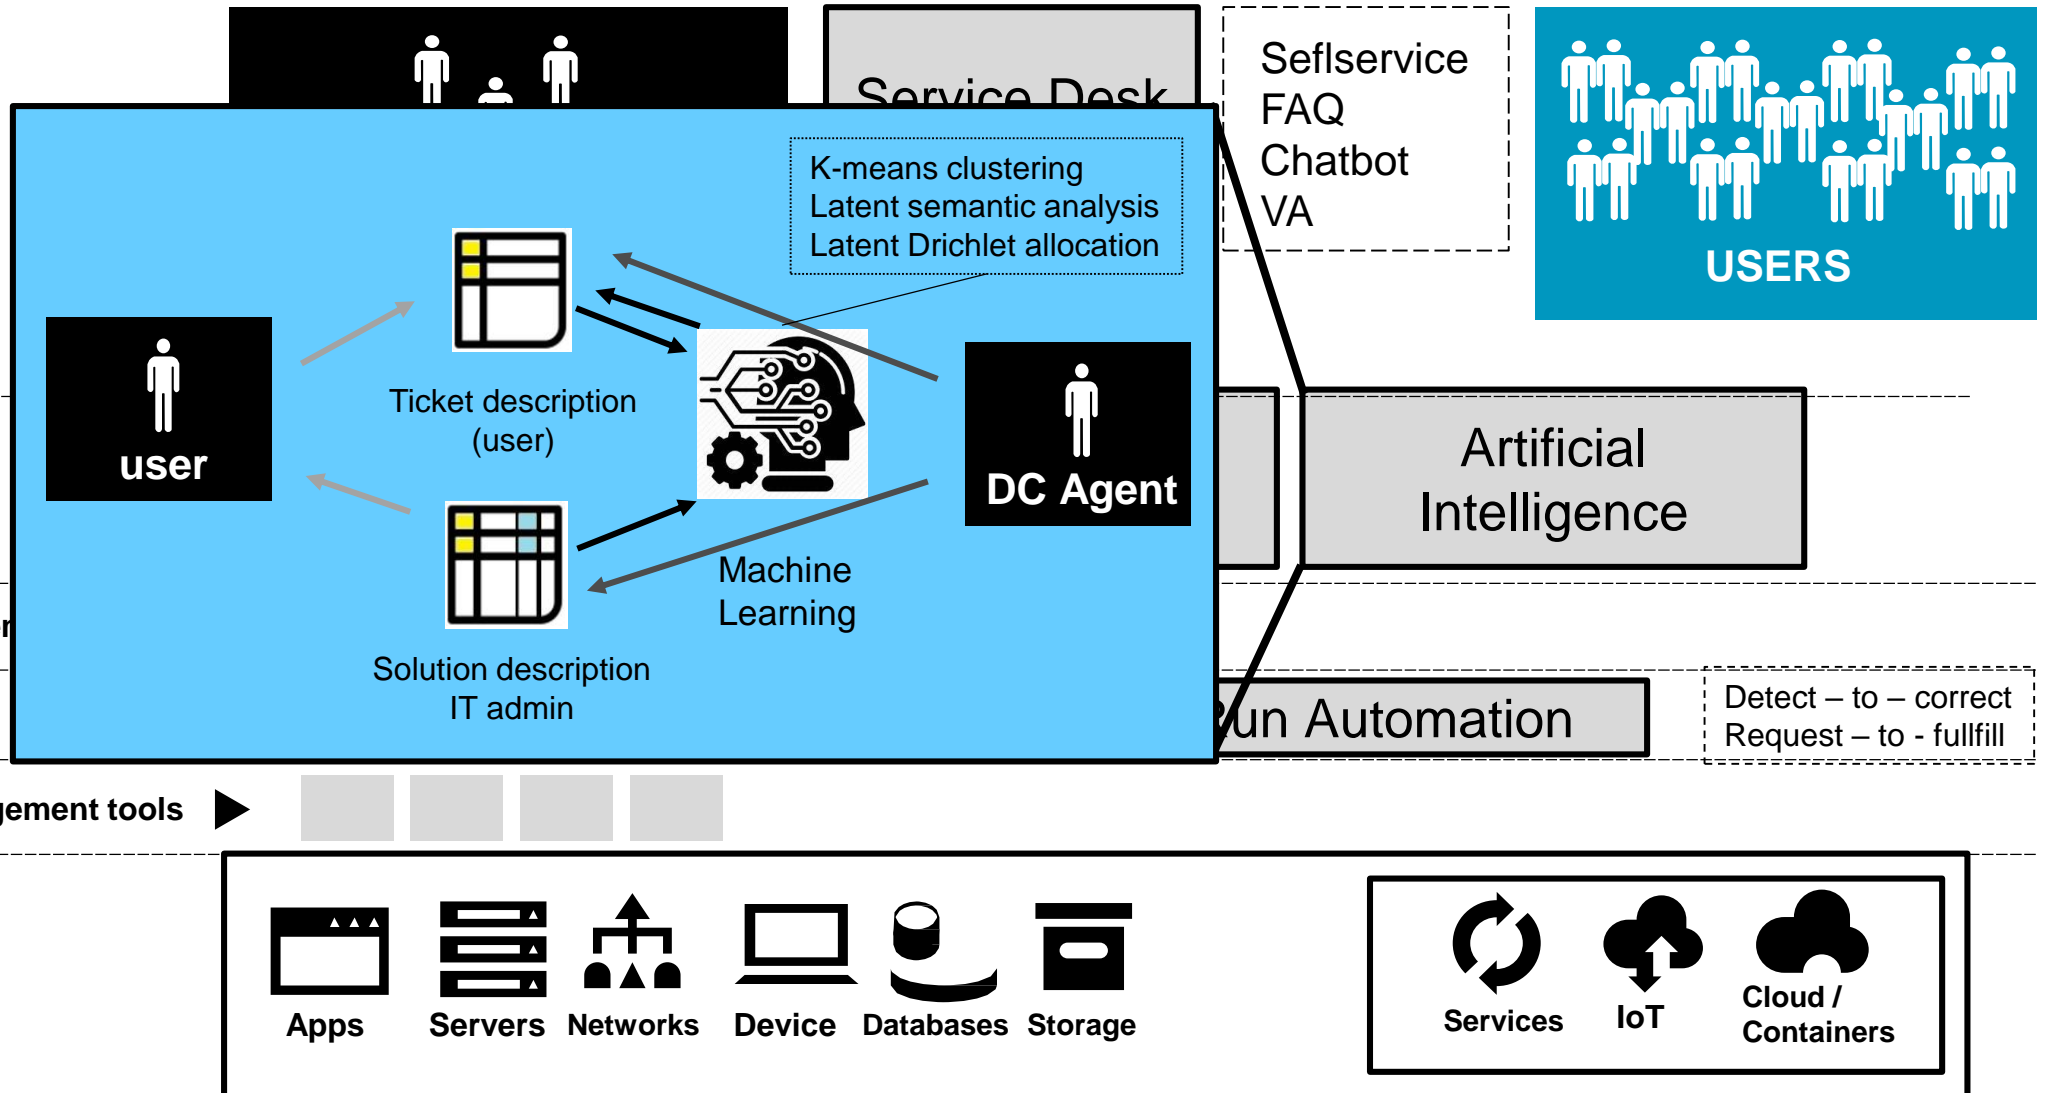 Service Desk
Seflservice
FAQ
Chatbot
VA
USERS
K-means clustering
Latent semantic analysis
Latent Drichlet allocation
user
Ticket description
(user)
DC Agent
Artificial
Intelligence
Machine
Learning
Solution description
IT admin
un Automation
Detect – to – correct
Request – to - fullfill
gement tools
Apps
Servers
Networks
Device
Databases
Storage
Services
IoT
Cloud /
Containers